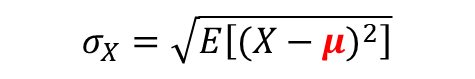 σ_X = √E[(X − μ)²]